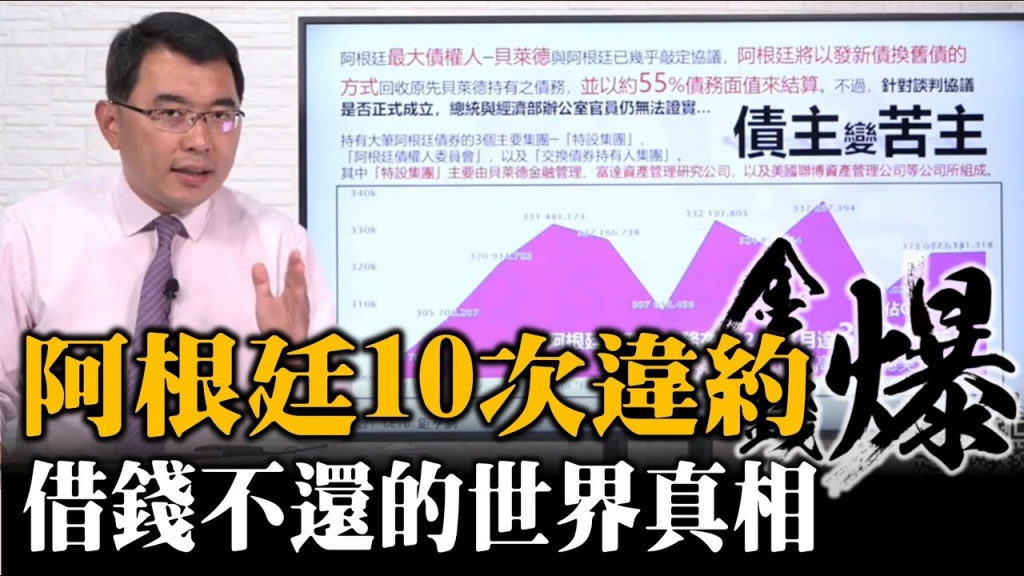 阿根廷最大債權人–貝萊德與阿根廷已幾乎敲定協議，阿根廷將以發新債換舊債的
方式回收原先貝萊德持有之債務，並以約55%債務面值來結算。不過，針對談判協議
是否正式成立，總統與經濟部辦公室官員仍無法證實...
債主變苦主
持有大筆阿根廷債券的3個主要集團–「特設集團」、
「阿根廷債權人委員會」，以及「交換債券持有人集團」。
其中「特設集團」主要由貝萊德金融管理、富達資產管理研究公司，以及美國聯博資產管理公司等公司所組成。
340k
330k
320k
310k
331 481.173
332 191.803
320 934.792
金錢爆
阿根廷10次違約
借錢不還的世界真相